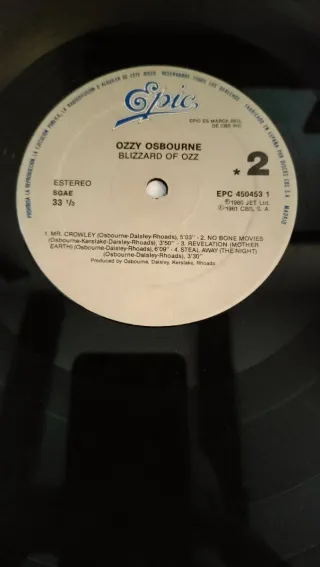 Epic
EPIC ES MARCA REG.
DE CBS INC.
OZZY OSBOURNE
BLIZZARD OF OZZ
* 2
ESTEREO
SGAE
33 1/2
EPC 450453 1
Ⓟ1980 JET Ltd.
Ⓒ1981 CBS, S. A.
1. MR. CROWLEY (Osbourne-Daisley-Rhoads), 5'03" - 2. NO BONE MOVIES
(Osbourne-Kerslake-Daisley-Rhoads), 3'50" - 3. REVELATION (MOTHER
EARTH) (Osbourne-Daisley-Rhoads), 6'09" - 4. STEAL AWAY (THE NIGHT)
(Osbourne-Daisley-Rhoads), 3'30"
Produced by Osbourne, Daisley, Kerslake, Rhoads